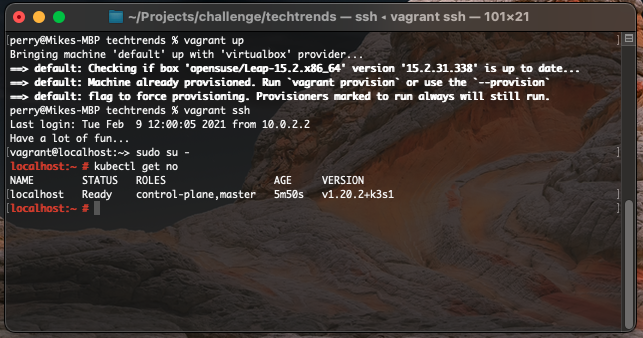 ~/Projects/challenge/techtrends — ssh ◂ vagrant ssh — 101×21
[perry@Mikes-MBP techtrends % vagrant up ]
Bringing machine 'default' up with 'virtualbox' provider...
==> default: Checking if box 'opensuse/Leap-15.2.x86_64' version '15.2.31.338' is up to date...
==> default: Machine already provisioned. Run `vagrant provision` or use the `--provision`
==> default: flag to force provisioning. Provisioners marked to run always will still run.
perry@Mikes-MBP techtrends % vagrant ssh
Last login: Tue Feb  9 12:00:05 2021 from 10.0.2.2
Have a lot of fun...
[vagrant@localhost:~> sudo su - ]
localhost:~ # kubectl get no
NAME        STATUS   ROLES                  AGE     VERSION
localhost   Ready    control-plane,master   5m50s   v1.20.2+k3s1
[localhost:~ # ]